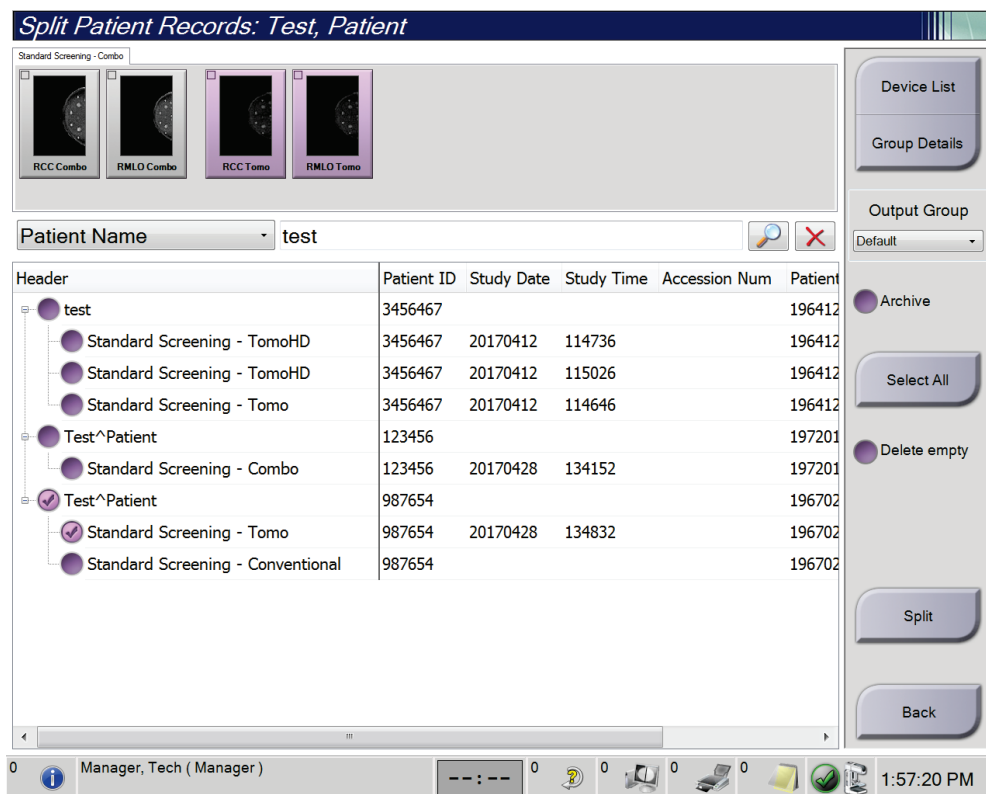 Split Patient Records: Test, Patient
Standard Screening - Combo
RCC Combo RMLO Combo RCC Tomo RMLO Tomo
Device List
Group Details
Output Group
Default
Patient Name test
Header Patient ID Study Date Study Time Accession Num Patient
test 3456467 196412
Standard Screening - TomoHD 3456467 20170412 114736 196412
Standard Screening - TomoHD 3456467 20170412 115026 196412
Standard Screening - Tomo 3456467 20170412 114646 196412
Test^Patient 123456 197201
Standard Screening - Combo 123456 20170428 134152 197201
Test^Patient 987654 196702
Standard Screening - Tomo 987654 20170428 134832 196702
Standard Screening - Conventional 987654 196702
Archive
Select All
Delete empty
Split
Back
0 Manager, Tech ( Manager ) --:-- 0 0 0 0 1:57:20 PM